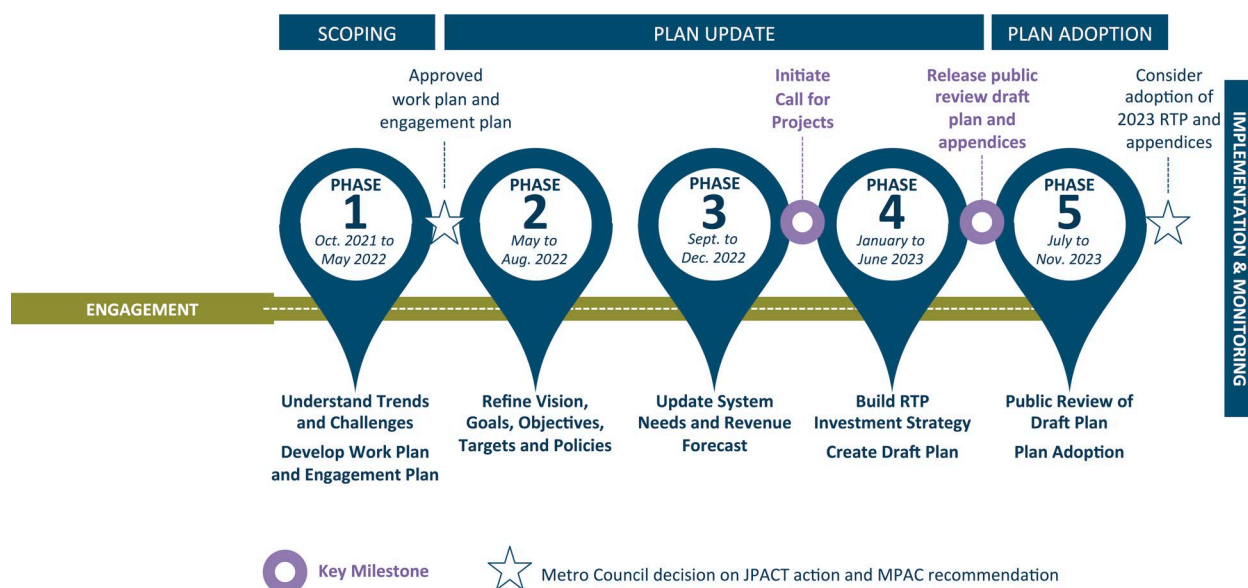 SCOPING
PLAN UPDATE
PLAN ADOPTION
Approved
work plan and
engagement plan
Initiate
Call for
Projects
Release public
review draft
plan and
appendices
Consider
adoption of
2023 RTP and
appendices
IMPLEMENTATION & MONITORING
PHASE
1
Oct. 2021 to
May 2022
PHASE
2
May to
Aug. 2022
PHASE
3
Sept. to
Dec. 2022
PHASE
4
January to
June 2023
PHASE
5
July to
Nov. 2023
ENGAGEMENT
Understand Trends
and Challenges
Develop Work Plan
and Engagement Plan
Refine Vision,
Goals, Objectives,
Targets and Policies
Update System
Needs and Revenue
Forecast
Build RTP
Investment Strategy
Create Draft Plan
Public Review of
Draft Plan
Plan Adoption
Key Milestone
Metro Council decision on JPACT action and MPAC recommendation